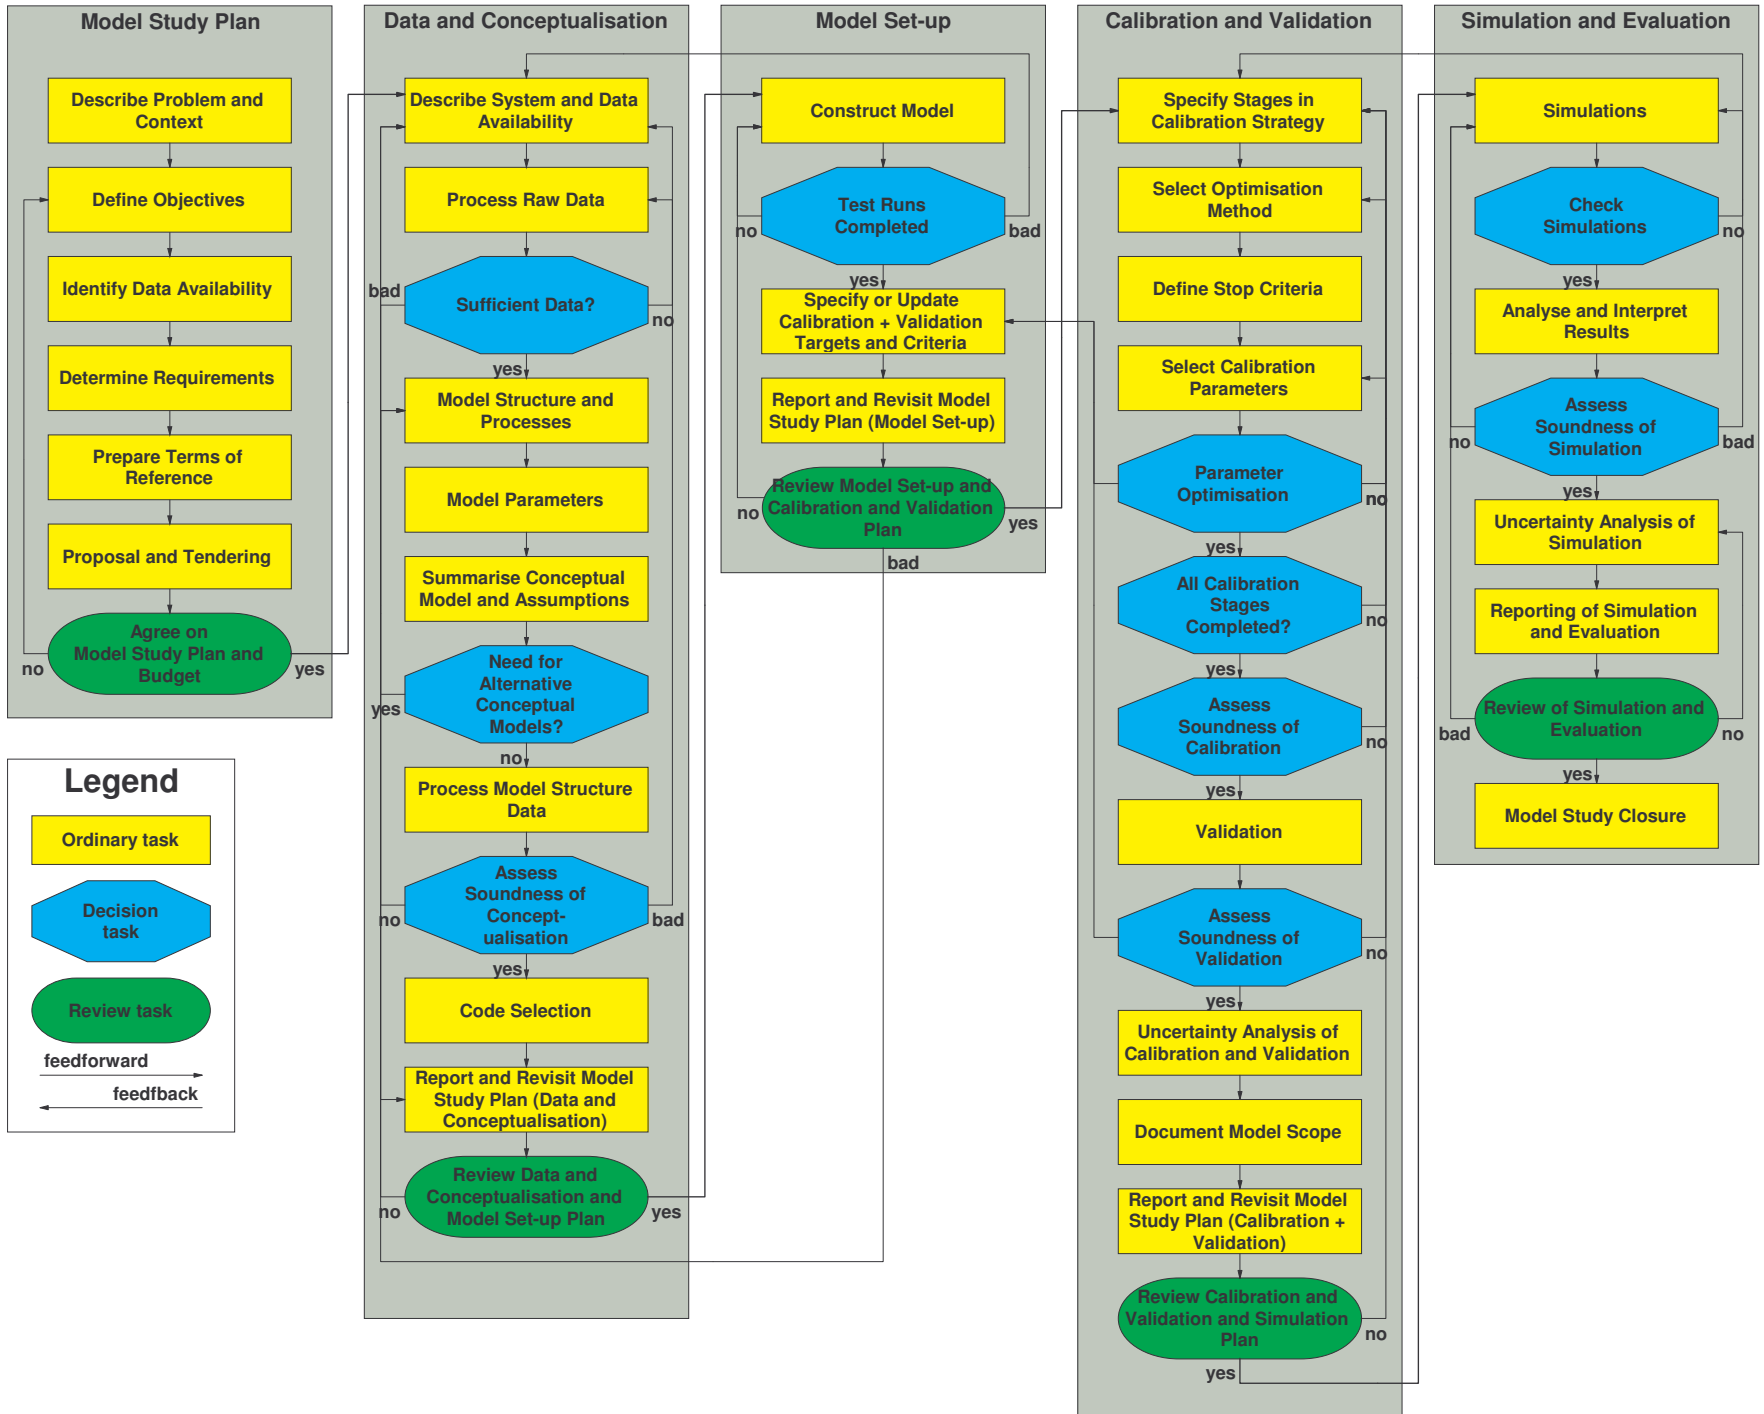 Model Study Plan
Describe Problem and
Context
Define Objectives
Identify Data Availability
Determine Requirements
Prepare Terms of
Reference
Proposal and Tendering
Agree on
Model Study Plan and
Budget
no
yes
Legend
Ordinary task
Decision
task
Review task
feedforward
feedfback
Data and Conceptualisation
Describe System and Data
Availability
Process Raw Data
bad
Sufficient Data?
no
yes
Model Structure and
Processes
Model Parameters
Summarise Conceptual
Model and Assumptions
Need for
Alternative
Conceptual
Models?
yes
no
Process Model Structure
Data
Assess
Soundness of
Concept-
ualisation
no
bad
yes
Code Selection
Report and Revisit Model
Study Plan (Data and
Conceptualisation)
Review Data and
Conceptualisation and
Model Set-up Plan
no
yes
Model Set-up
Construct Model
Test Runs
Completed
no
bad
yes
Specify or Update
Calibration + Validation
Targets and Criteria
Report and Revisit Model
Study Plan (Model Set-up)
Review Model Set-up and
Calibration and Validation
Plan
no
yes
bad
Calibration and Validation
Specify Stages in
Calibration Strategy
Select Optimisation
Method
Define Stop Criteria
Select Calibration
Parameters
Parameter
Optimisation
no
yes
All Calibration
Stages
Completed?
no
yes
Assess
Soundness of
Calibration
no
yes
Validation
Assess
Soundness of
Validation
no
yes
Uncertainty Analysis of
Calibration and Validation
Document Model Scope
Report and Revisit Model
Study Plan (Calibration +
Validation)
Review Calibration and
Validation and Simulation
Plan
no
yes
Simulation and Evaluation
Simulations
Check
Simulations
no
yes
Analyse and Interpret
Results
Assess
Soundness of
Simulation
no
bad
yes
Uncertainty Analysis of
Simulation
Reporting of Simulation
and Evaluation
Review of Simulation and
Evaluation
bad
no
yes
Model Study Closure